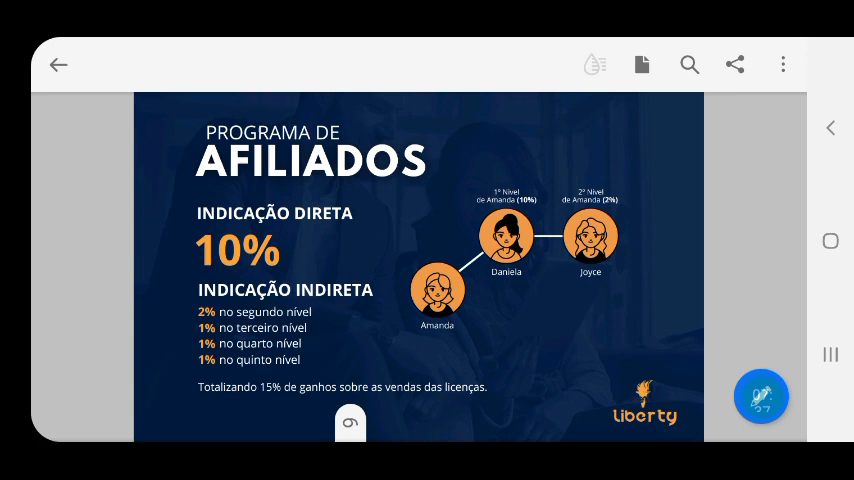 PROGRAMA DE
AFILIADOS
INDICAÇÃO DIRETA
10%
INDICAÇÃO INDIRETA
2% no segundo nível
1% no terceiro nível
1% no quarto nível
1% no quinto nível
Totalizando 15% de ganhos sobre as vendas das licenças.
1º Nível
de Amanda (10%)
2º Nível
de Amanda (2%)
Daniela
Joyce
Amanda
liberty
6